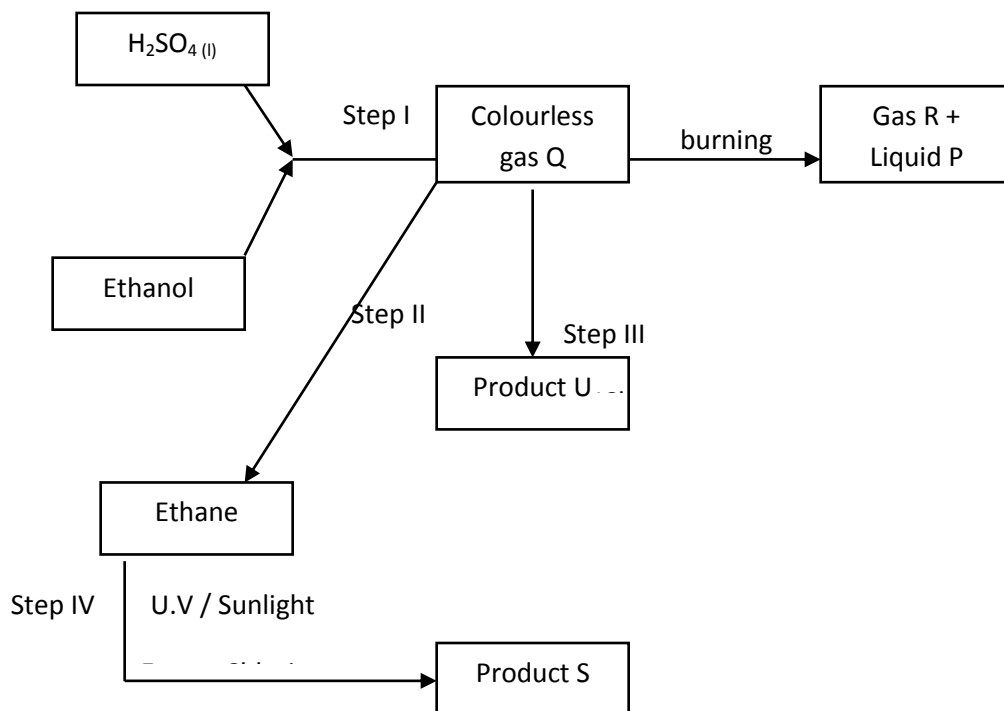 H₂SO₄ (l)
Step I
Colourless
gas Q
burning
Gas R +
Liquid P
Ethanol
Step II
Step III
Product U
Ethane
Step IV
U.V / Sunlight
Product S